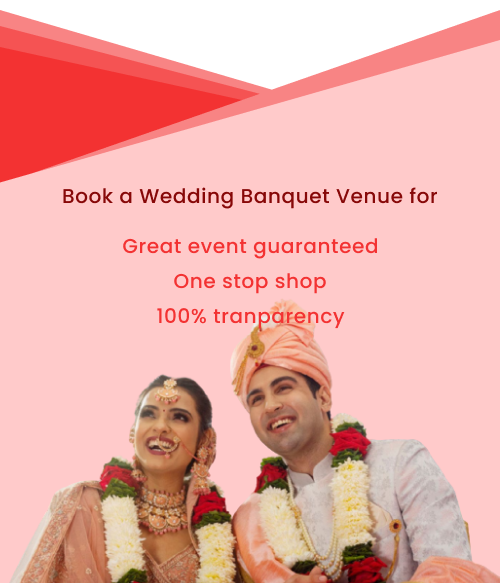 Book a Wedding Banquet Venue for
Great event guaranteed
One stop shop
100% tranparency